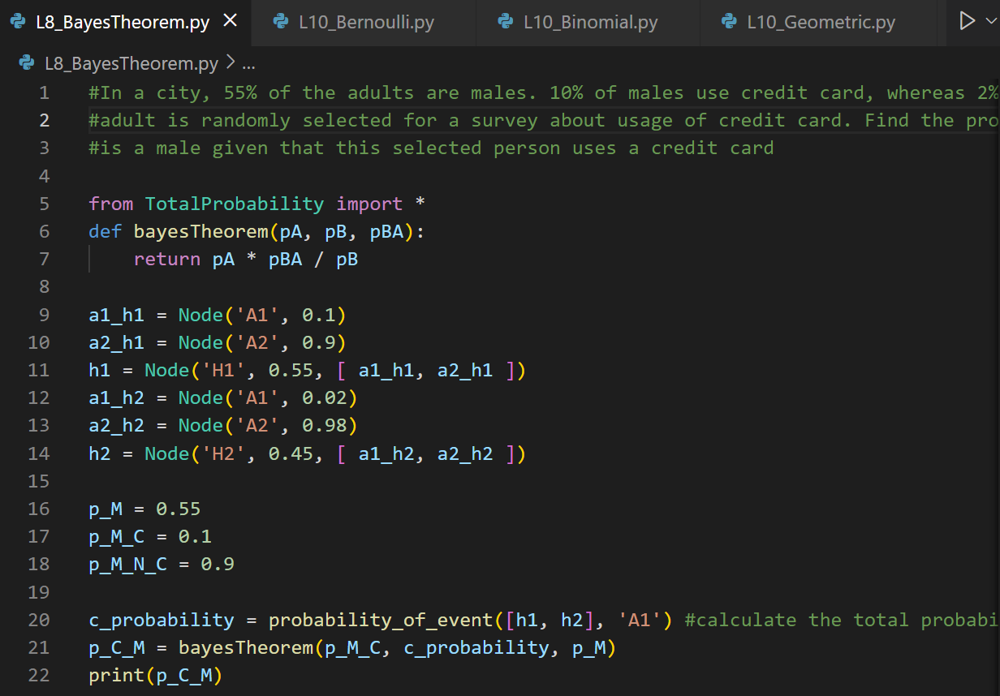 L8_BayesTheorem.py L10_Bernoulli.py L10_Binomial.py L10_Geometric.py
L8_BayesTheorem.py > ...
1 #In a city, 55% of the adults are males. 10% of males use credit card, whereas 2%
2 #adult is randomly selected for a survey about usage of credit card. Find the pro
3 #is a male given that this selected person uses a credit card
4
5 from TotalProbability import *
6 def bayesTheorem(pA, pB, pBA):
7     return pA * pBA / pB
8
9 a1_h1 = Node('A1', 0.1)
10 a2_h1 = Node('A2', 0.9)
11 h1 = Node('H1', 0.55, [ a1_h1, a2_h1 ])
12 a1_h2 = Node('A1', 0.02)
13 a2_h2 = Node('A2', 0.98)
14 h2 = Node('H2', 0.45, [ a1_h2, a2_h2 ])
15
16 p_M = 0.55
17 p_M_C = 0.1
18 p_M_N_C = 0.9
19
20 c_probability = probability_of_event([h1, h2], 'A1') #calculate the total probabi
21 p_C_M = bayesTheorem(p_M_C, c_probability, p_M)
22 print(p_C_M)